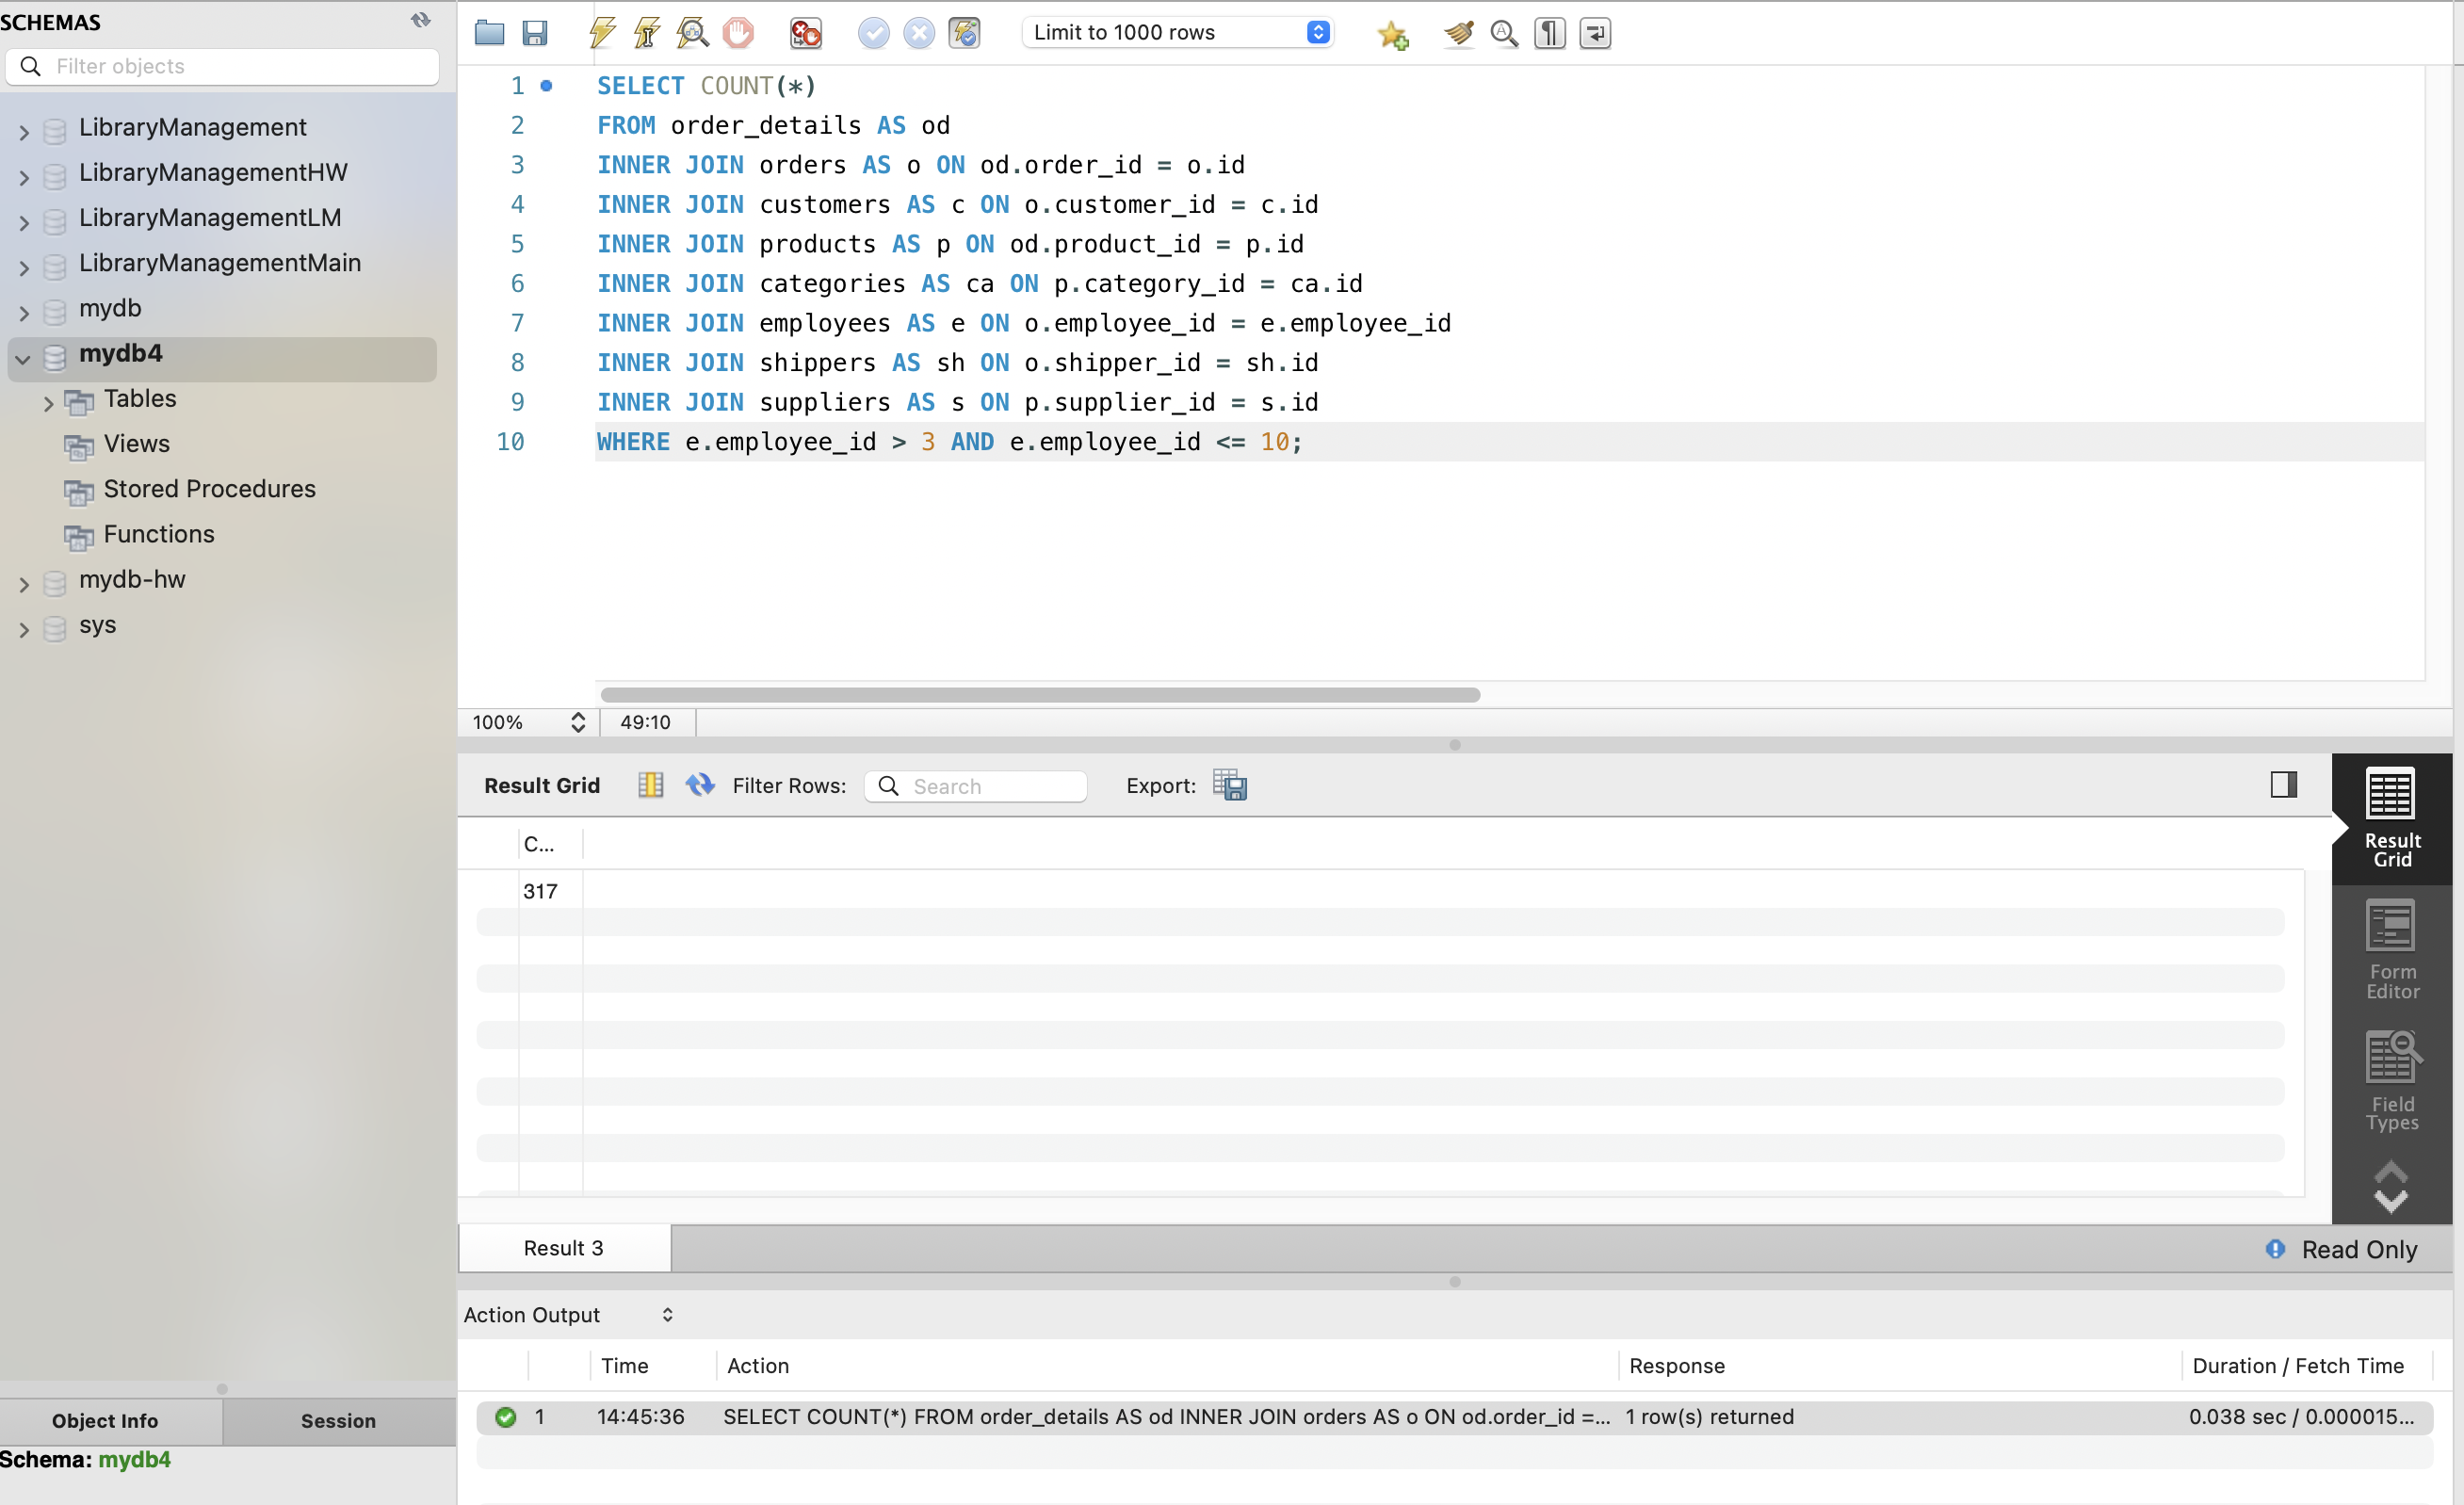 SCHEMAS
Filter objects
LibraryManagement
LibraryManagementHW
LibraryManagementLM
LibraryManagementMain
mydb
mydb4
Tables
Views
Stored Procedures
Functions
mydb-hw
sys
Object Info
Session
Schema: mydb4
Limit to 1000 rows
1 SELECT COUNT(*)
2 FROM order_details AS od
3 INNER JOIN orders AS o ON od.order_id = o.id
4 INNER JOIN customers AS c ON o.customer_id = c.id
5 INNER JOIN products AS p ON od.product_id = p.id
6 INNER JOIN categories AS ca ON p.category_id = ca.id
7 INNER JOIN employees AS e ON o.employee_id = e.employee_id
8 INNER JOIN shippers AS sh ON o.shipper_id = sh.id
9 INNER JOIN suppliers AS s ON p.supplier_id = s.id
10 WHERE e.employee_id > 3 AND e.employee_id <= 10;
100% 49:10
Result Grid Filter Rows: Search Export:
C...
317
Result
Grid
Form
Editor
Field
Types
Result 3 Read Only
Action Output
Time Action Response Duration / Fetch Time
1 14:45:36 SELECT COUNT(*) FROM order_details AS od INNER JOIN orders AS o ON od.order_id =... 1 row(s) returned 0.038 sec / 0.000015...